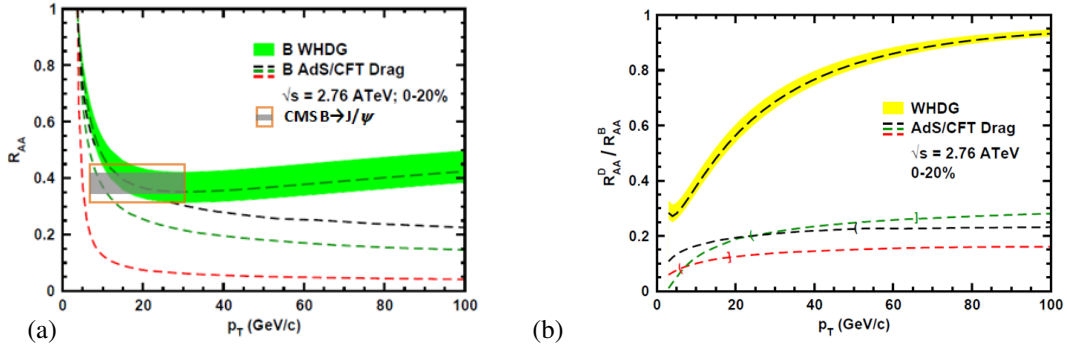 1
0.8
0.6
0.4
0.2
0
R_AA
B WHDG
B AdS/CFT Drag
√s = 2.76 ATeV; 0-20%
CMS B→J/ψ
0 20 40 60 80 100
p_T (GeV/c)
(a)
1
0.8
0.6
0.4
0.2
0
R^D_AA / R^B_AA
WHDG
AdS/CFT Drag
√s = 2.76 ATeV
0-20%
0 20 40 60 80 100
p_T (GeV/c)
(b)